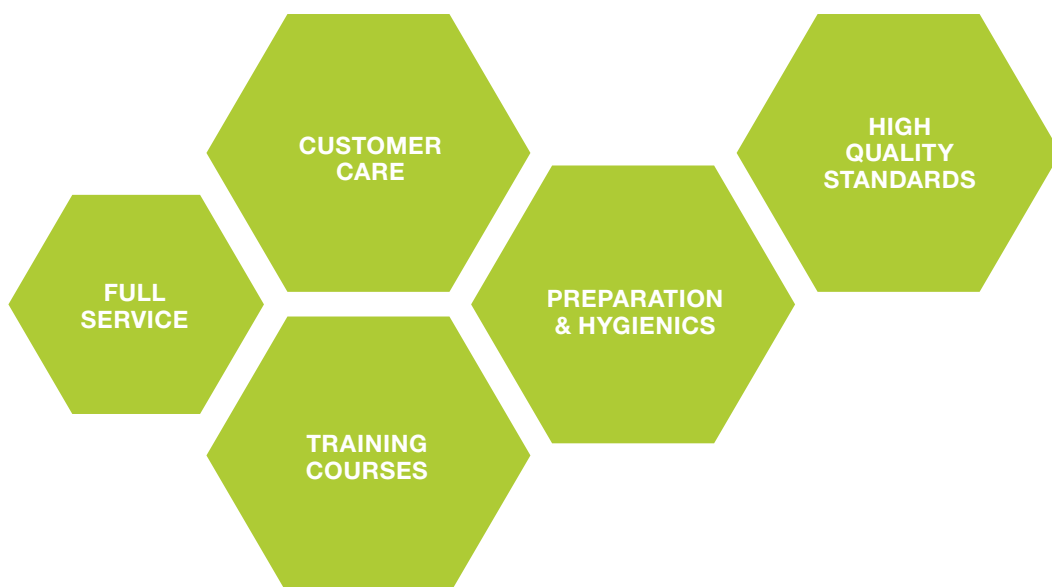 CUSTOMER
CARE
HIGH
QUALITY
STANDARDS
FULL
SERVICE
PREPARATION
& HYGIENICS
TRAINING
COURSES